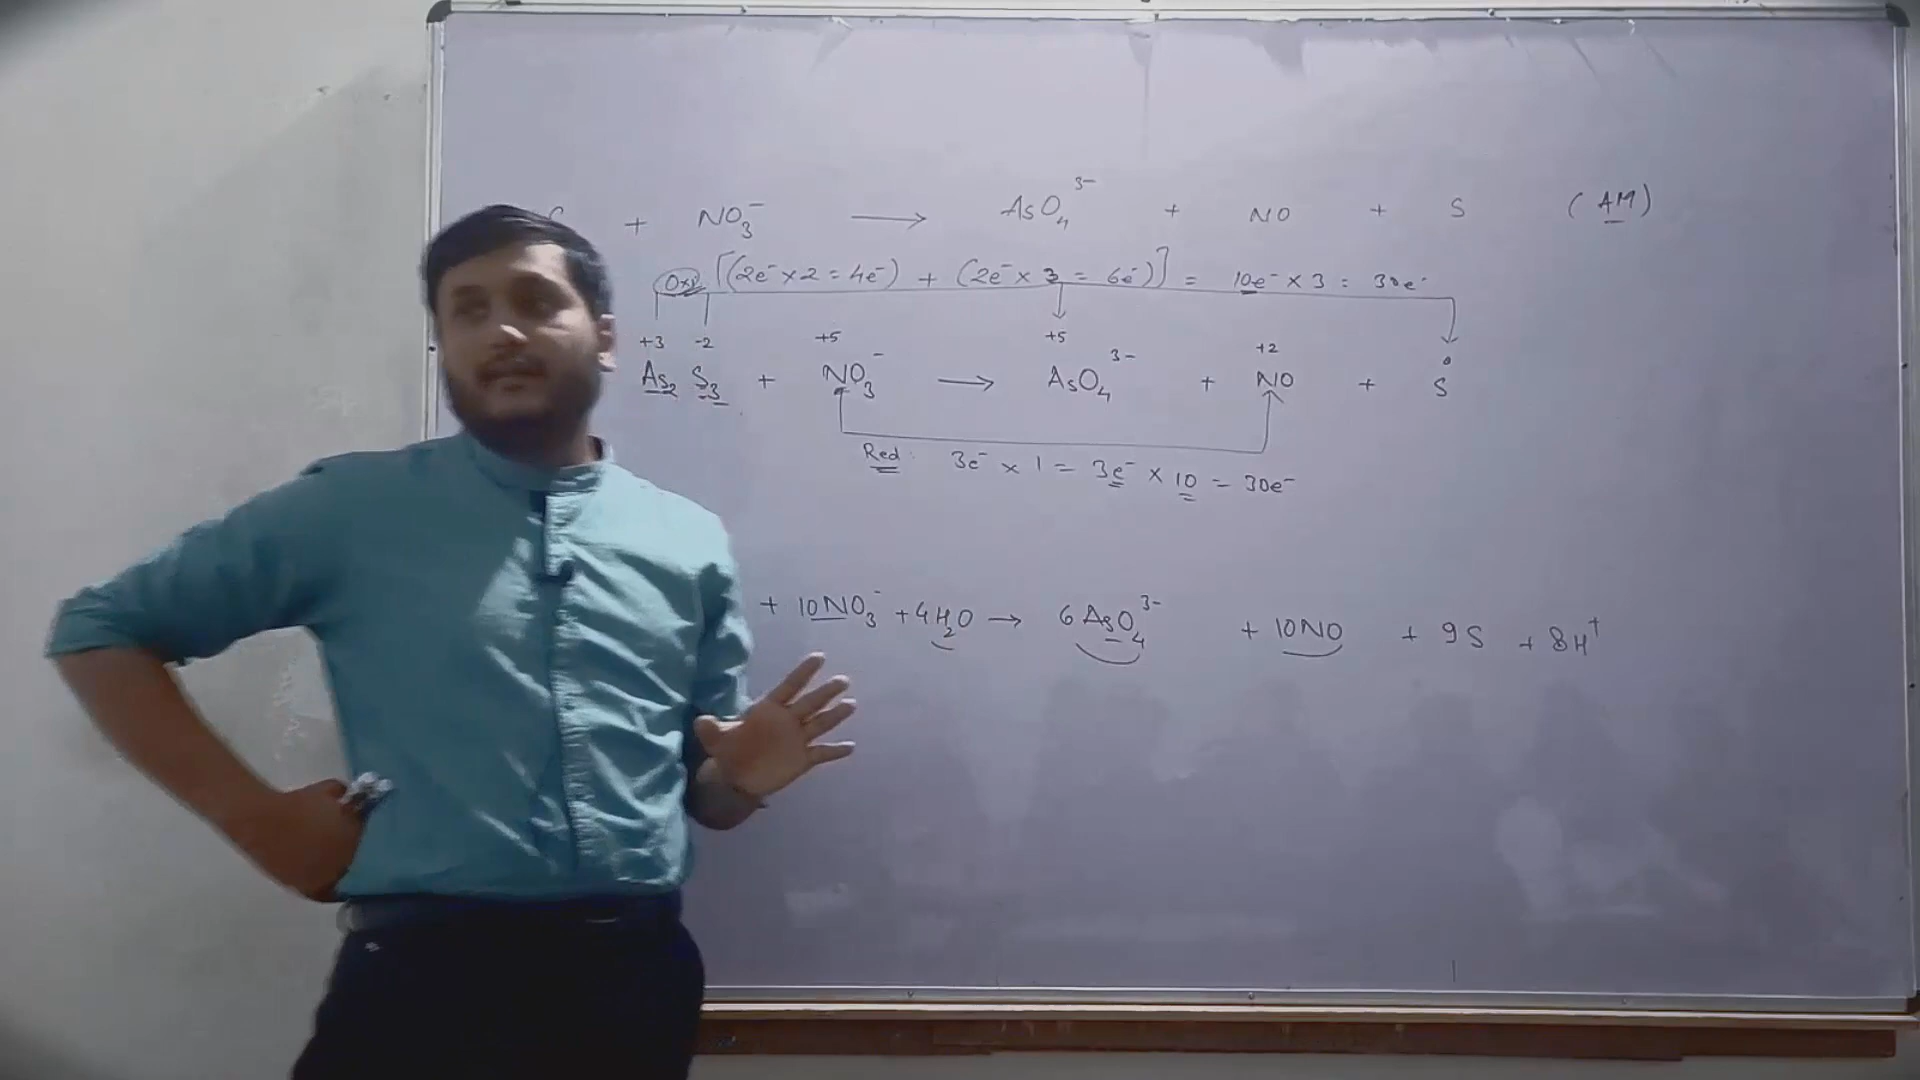 S + NO₃⁻ → AsO₄³⁻ + NO + S (AM)
Oxi [(2e⁻ × 2 = 4e⁻) + (2e⁻ × 3 = 6e⁻)] = 10e⁻ × 3 = 30e⁻
+3 -2 +5 +5 +2 0
As₂ S₃ + NO₃⁻ → AsO₄³⁻ + NO + S
Red: 3e⁻ × 1 = 3e⁻ × 10 = 30e⁻
+ 10NO₃⁻ + 4H₂O → 6AsO₄³⁻ + 10NO + 9S + 8H⁺